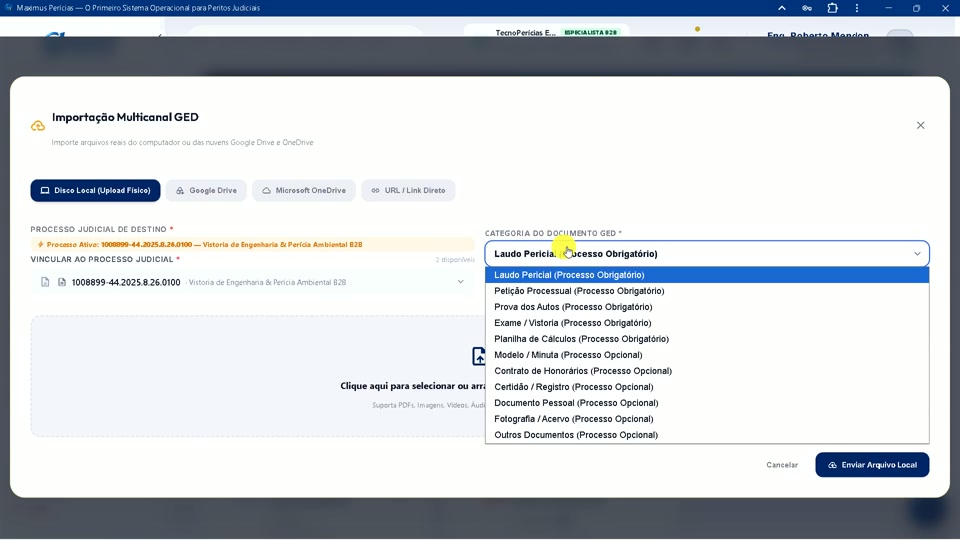 Maximus Perícias — O Primeiro Sistema Operacional para Peritos Judiciais
TecnoPerícias E...
ESPECIALISTA B2B
Eng. Roberto Mendon
Importação Multicanal GED
Importe arquivos reais do computador ou das nuvens Google Drive e OneDrive
Disco Local (Upload Físico)
Google Drive
Microsoft OneDrive
URL / Link Direto
PROCESSO JUDICIAL DE DESTINO *
Processo Ativo: 1008899-44.2025.8.26.0100 — Vistoria de Engenharia & Perícia Ambiental B2B
VINCULAR AO PROCESSO JUDICIAL *
2 disponíveis
1008899-44.2025.8.26.0100 · Vistoria de Engenharia & Perícia Ambiental B2B
CATEGORIA DO DOCUMENTO GED *
Laudo Pericial (Processo Obrigatório)
Laudo Pericial (Processo Obrigatório)
Petição Processual (Processo Obrigatório)
Prova dos Autos (Processo Obrigatório)
Exame / Vistoria (Processo Obrigatório)
Planilha de Cálculos (Processo Obrigatório)
Modelo / Minuta (Processo Opcional)
Contrato de Honorários (Processo Opcional)
Certidão / Registro (Processo Opcional)
Documento Pessoal (Processo Opcional)
Fotografia / Acervo (Processo Opcional)
Outros Documentos (Processo Opcional)
Clique aqui para selecionar ou arra
Suporta PDFs, Imagens, Vídeos, Áudi
Cancelar
Enviar Arquivo Local